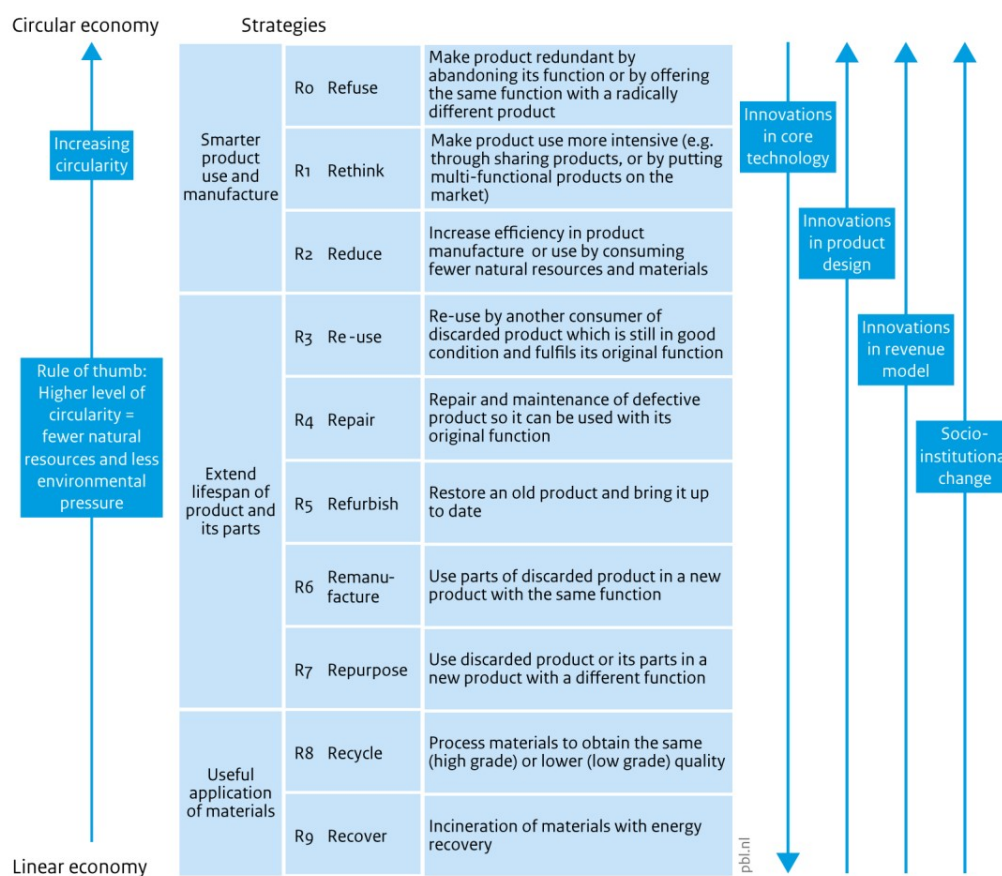 Circular economy
Strategies
Increasing
circularity
Rule of thumb:
Higher level of
circularity =
fewer natural
resources and less
environmental
pressure
Linear economy
Smarter
product
use and
manufacture
Ro Refuse
Make product redundant by
abandoning its function or by offering
the same function with a radically
different product
R1 Rethink
Make product use more intensive (e.g.
through sharing products, or by putting
multi-functional products on the
market)
R2 Reduce
Increase efficiency in product
manufacture or use by consuming
fewer natural resources and materials
Extend
lifespan of
product and
its parts
R3 Re-use
Re-use by another consumer of
discarded product which is still in good
condition and fulfils its original function
R4 Repair
Repair and maintenance of defective
product so it can be used with its
original function
R5 Refurbish
Restore an old product and bring it up
to date
R6 Remanu-
facture
Use parts of discarded product in a new
product with the same function
R7 Repurpose
Use discarded product or its parts in a
new product with a different function
Useful
application
of materials
R8 Recycle
Process materials to obtain the same
(high grade) or lower (low grade) quality
R9 Recover
Incineration of materials with energy
recovery
pbl.nl
Innovations
in core
technology
Innovations
in product
design
Innovations
in revenue
model
Socio-
institutional
change